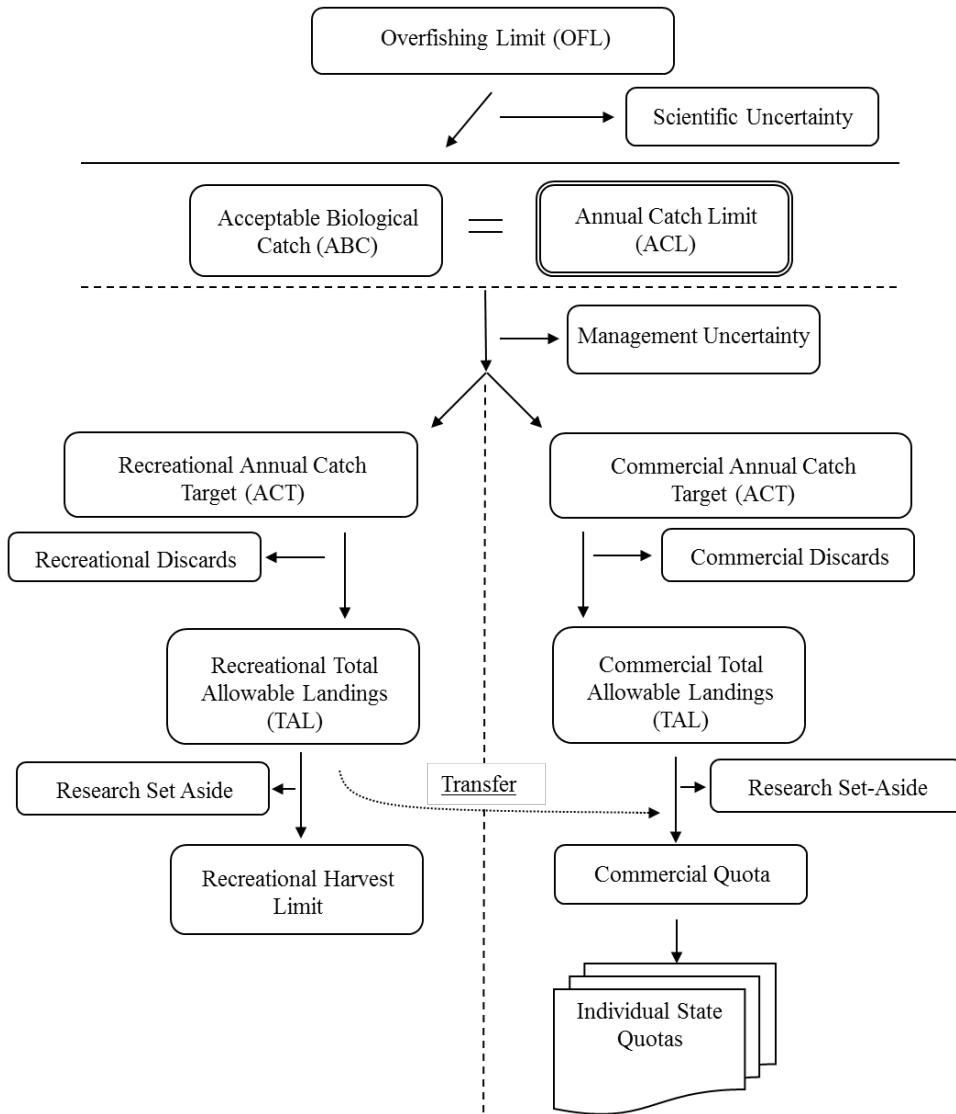 Overfishing Limit (OFL)
Scientific Uncertainty
Acceptable Biological
Catch (ABC)
=
Annual Catch Limit
(ACL)
Management Uncertainty
Recreational Annual Catch
Target (ACT)
Commercial Annual Catch
Target (ACT)
Recreational Discards
Commercial Discards
Recreational Total
Allowable Landings
(TAL)
Commercial Total
Allowable Landings
(TAL)
Research Set Aside
Transfer
Research Set-Aside
Recreational Harvest
Limit
Commercial Quota
Individual State
Quotas